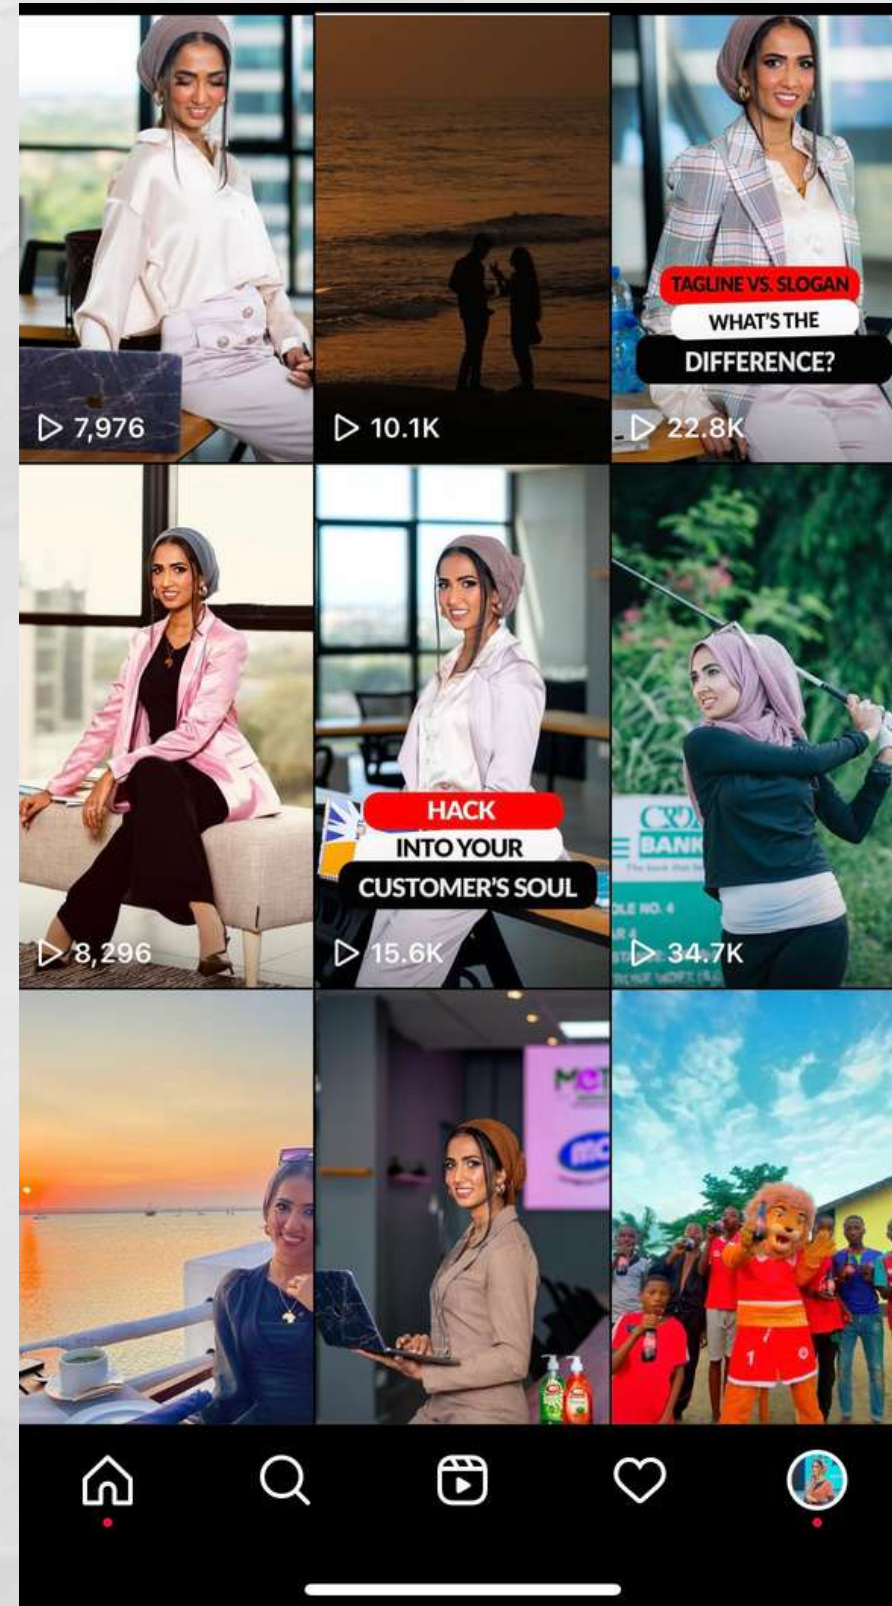 7,976
10.1K
TAGLINE VS. SLOGAN
WHAT'S THE
DIFFERENCE?
22.8K
8,296
HACK
INTO YOUR
CUSTOMER'S SOUL
15.6K
BANK
34.7K
1